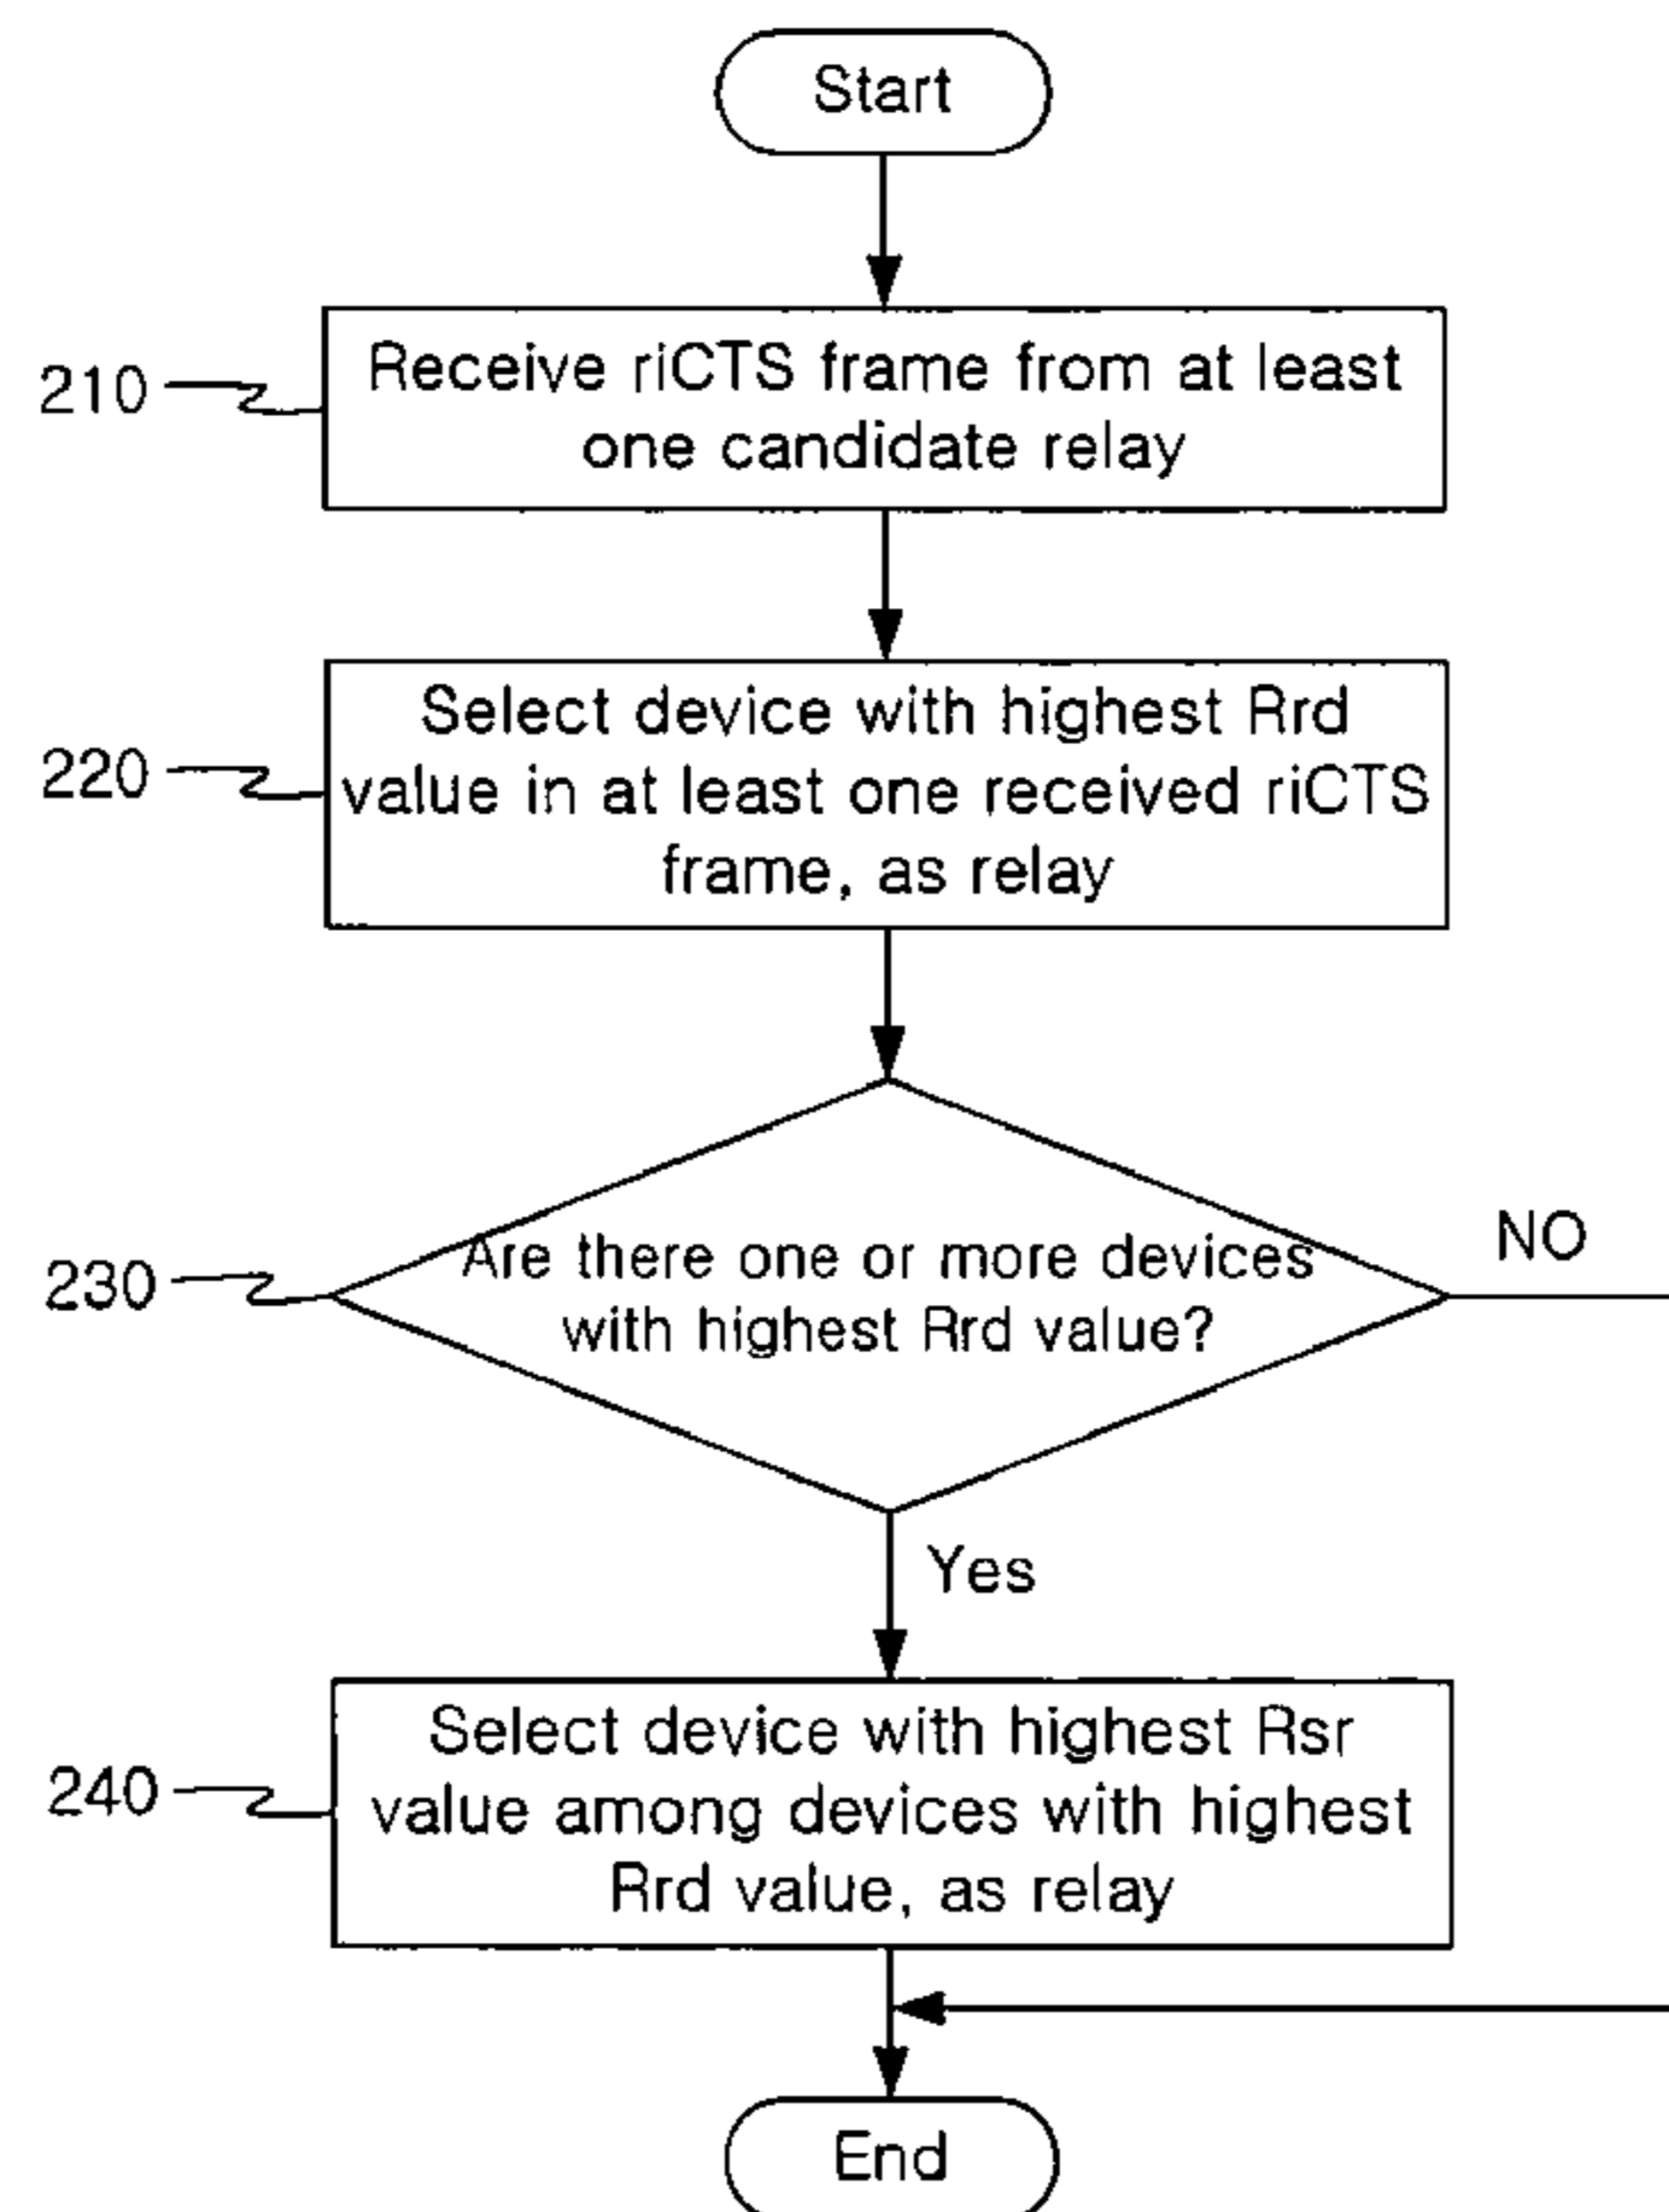 Start
210
Receive riCTS frame from at least
one candidate relay
220
Select device with highest Rrd
value in at least one received riCTS
frame, as relay
230
Are there one or more devices
with highest Rrd value?
NO
Yes
240
Select device with highest Rsr
value among devices with highest
Rrd value, as relay
End